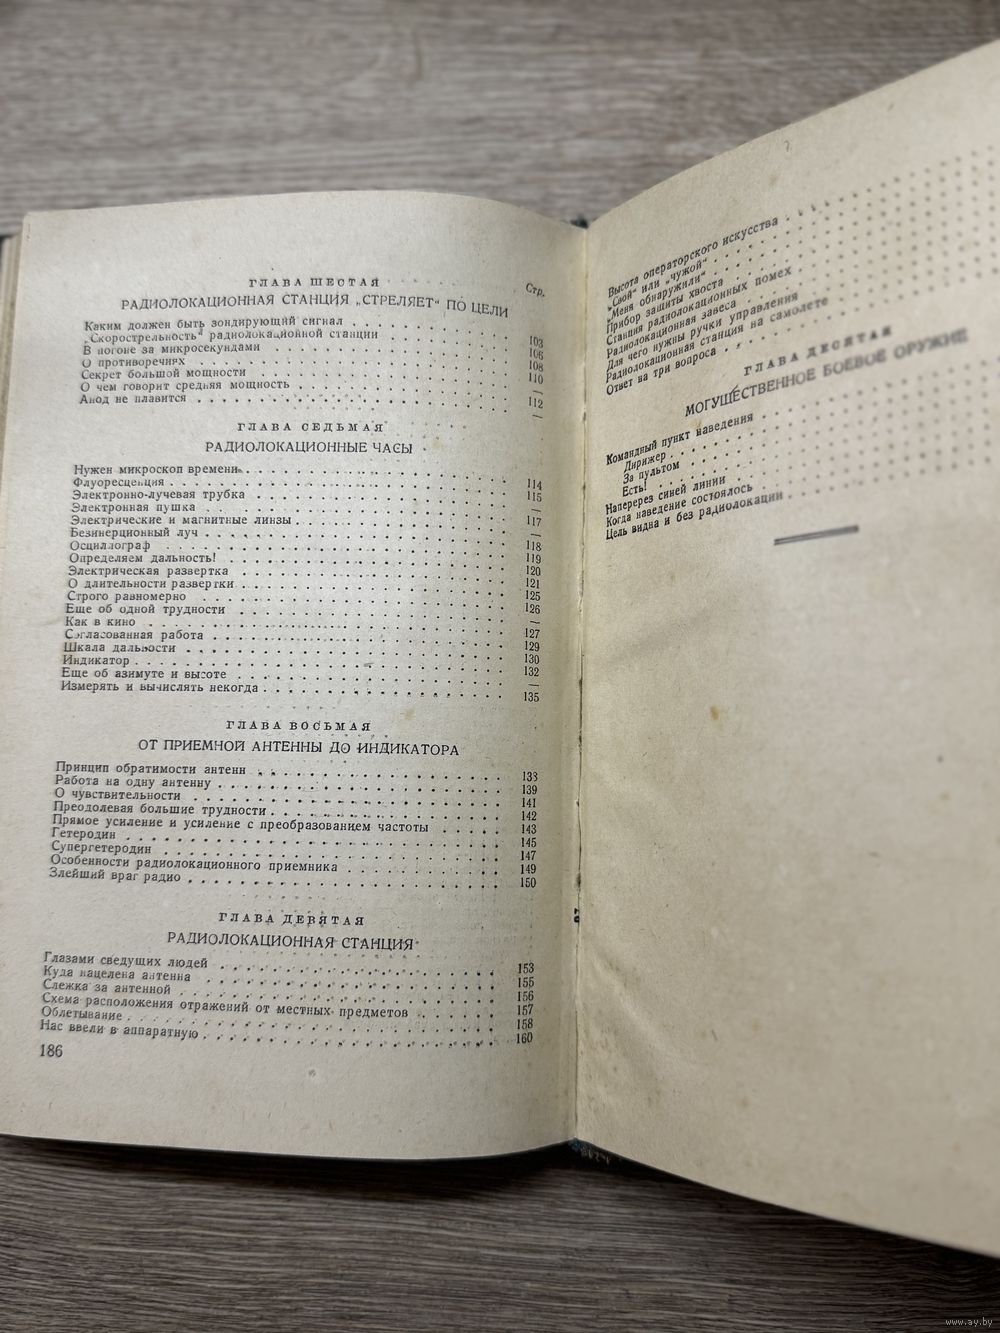 ГЛАВА ШЕСТАЯ
РАДИОЛОКАЦИОННАЯ СТАНЦИЯ „СТРЕЛЯЕТ“ ПО ЦЕЛИ
Стр.
Каким должен быть зондирующий сигнал . . . 103
„Скорострельность“ радиолокационной станции . . . 106
В погоне за микросекундами . . . 108
О противоречиях . . . 110
Секрет большой мощности . . . —
О чем говорит средняя мощность . . . 112
Анод не плавится . . . —
ГЛАВА СЕДЬМАЯ
РАДИОЛОКАЦИОННЫЕ ЧАСЫ
Нужен микроскоп времени . . . 114
Флуоресценция . . . 115
Электронно-лучевая трубка . . . —
Электронная пушка . . . 117
Электрические и магнитные линзы . . . —
Безинерционный луч . . . 118
Осциллограф . . . 119
Определяем дальность! . . . 120
Электрическая развертка . . . 121
О длительности развертки . . . 125
Строго равномерно . . . 126
Еще об одной трудности . . . —
Как в кино . . . 127
Согласованная работа . . . 129
Шкала дальности . . . 130
Индикатор . . . 132
Еще об азимуте и высоте . . . —
Измерять и вычислять некогда . . . 135
ГЛАВА ВОСЬМАЯ
ОТ ПРИЕМНОЙ АНТЕННЫ ДО ИНДИКАТОРА
Принцип обратимости антенн . . . 138
Работа на одну антенну . . . 139
О чувствительности . . . 141
Преодолевая большие трудности . . . 142
Прямое усиление и усиление с преобразованием частоты . . . 143
Гетеродин . . . 145
Супергетеродин . . . 147
Особенности радиолокационного приемника . . . 149
Злейший враг радио . . . 150
ГЛАВА ДЕВЯТАЯ
РАДИОЛОКАЦИОННАЯ СТАНЦИЯ
Глазами сведущих людей . . . 153
Куда нацелена антенна . . . 155
Слежка за антенной . . . 156
Схема расположения отражений от местных предметов . . . 157
Облетывание . . . 158
Нас ввели в аппаратную . . . 160
186
Высота операторского искусства
„Свой“ или „чужой“
„Меня обнаружили“
Прибор защиты хвоста
Станция радиолокационных помех
Радиолокационная завеса
Для чего нужны ручки управления
Радиолокационная станция на самолете
Ответ на три вопроса
ГЛАВА ДЕСЯТАЯ
МОГУЩЕСТВЕННОЕ БОЕВОЕ ОРУЖИЕ
Командный пункт наведения
Дирижер
За пультом
Есть!
Наперерез синей линии
Когда наведение состоялось
Цель видна и без радиолокации
www.ay.by